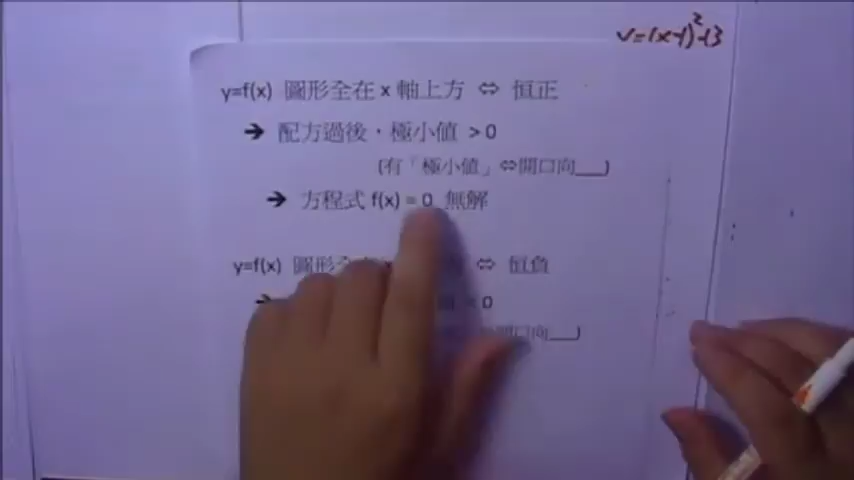 y=(x-1)²+3
y=f(x) 圖形全在 x 軸上方 ⇔ 恒正
➔ 配方過後，極小值 > 0
(有「極小值」⇔開口向___)
➔ 方程式 f(x) = 0 無解
y=f(x) 圖形全 ⇔ 恒負
➔ < 0
開口向___)